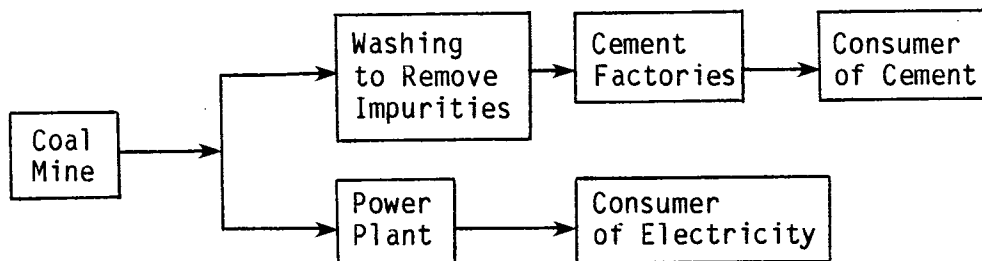 Washing
to Remove
Impurities
Cement
Factories
Consumer
of Cement
Coal
Mine
Power
Plant
Consumer
of Electricity